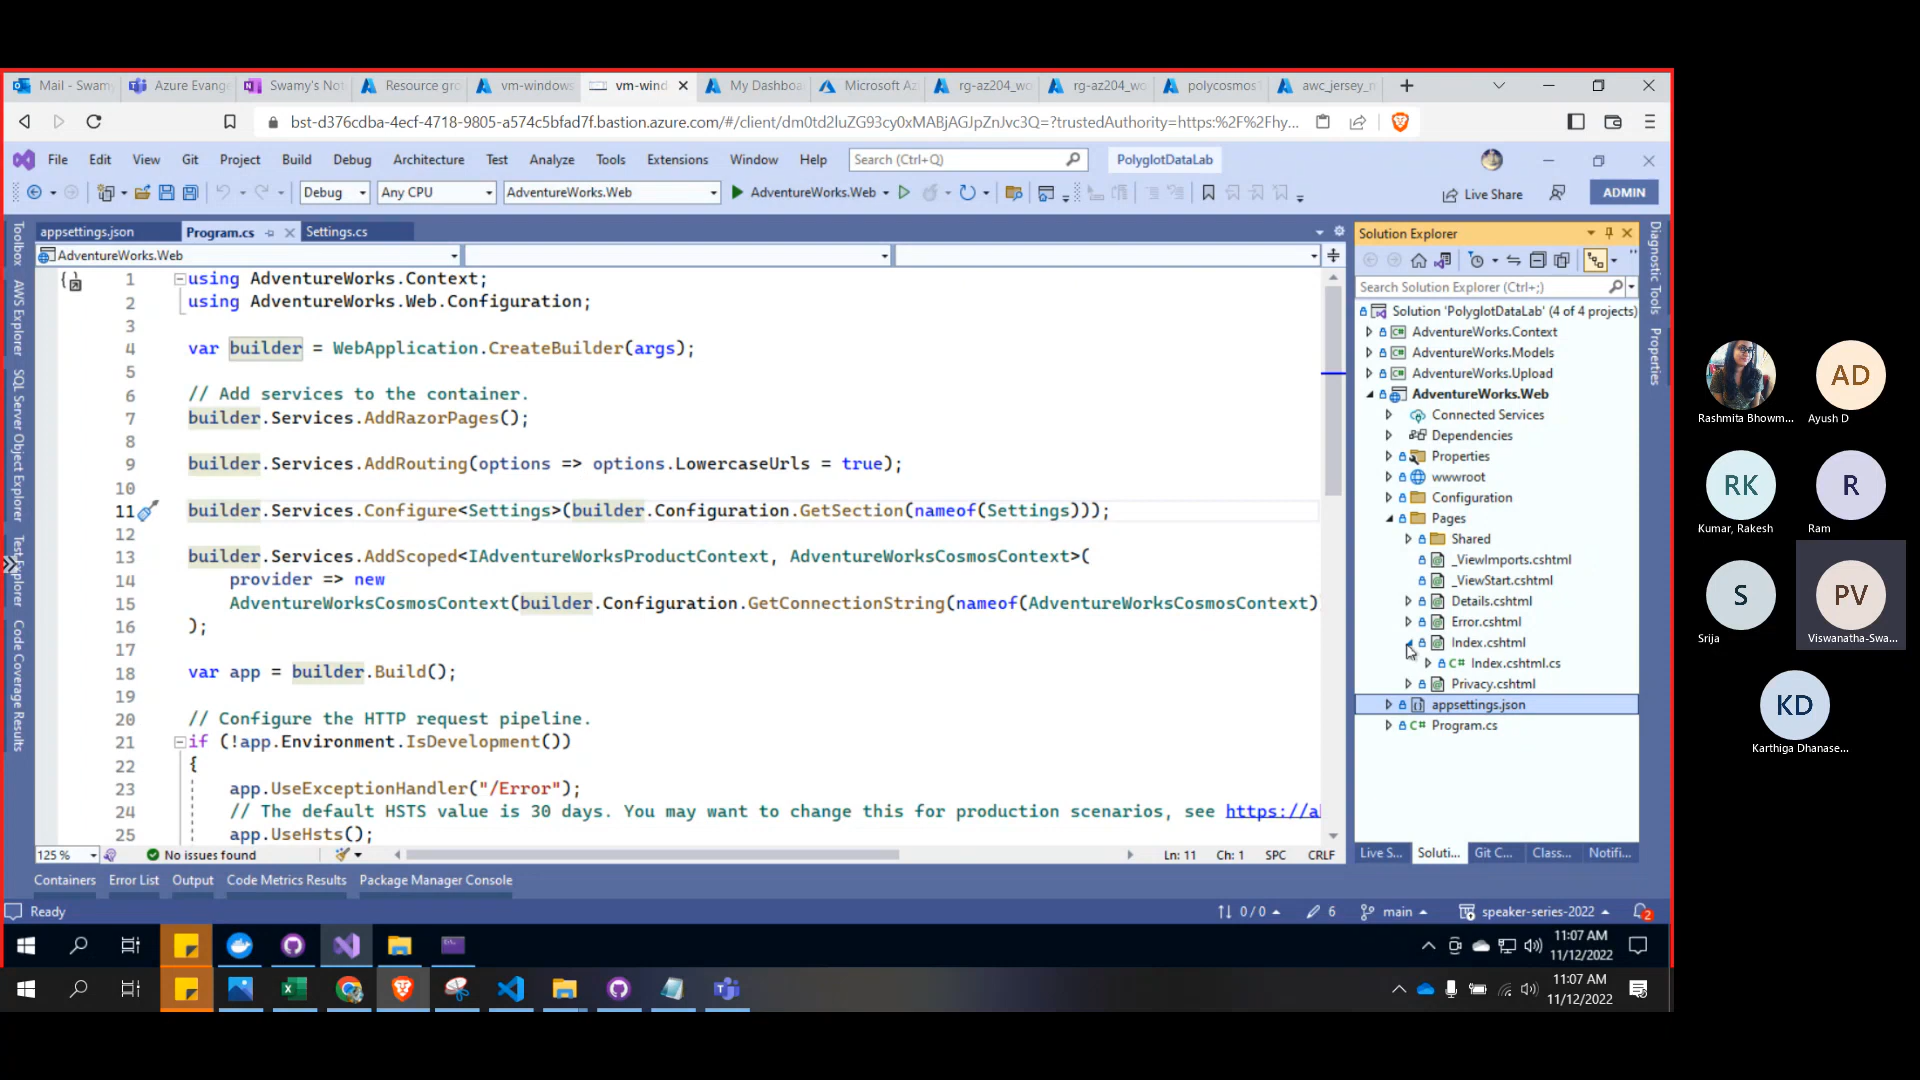 Mail - Swam
Azure Evang
Swamy's Not
Resource gro
vm-windows
vm-wind
My Dashboa
Microsoft Az
rg-az204_wo
rg-az204_wo
polycosmos
awc_jersey_n
bst-d376cdba-4ecf-4718-9805-a574c5bfad7f.bastion.azure.com/#/client/dm0td2luZG93cy0xMABjAGJpZnJvc3Q=?trustedAuthority=https:%2F%2Fhy...
File Edit View Git Project Build Debug Architecture Test Analyze Tools Extensions Window Help Search (Ctrl+Q) PolyglotDataLab
Debug Any CPU AdventureWorks.Web AdventureWorks.Web Live Share ADMIN
appsettings.json Program.cs Settings.cs
AdventureWorks.Web
Toolbox
AWS Explorer
SQL Server Object Explorer
Test Explorer
Code Coverage Results
1 using AdventureWorks.Context;
2 using AdventureWorks.Web.Configuration;
3
4 var builder = WebApplication.CreateBuilder(args);
5
6 // Add services to the container.
7 builder.Services.AddRazorPages();
8
9 builder.Services.AddRouting(options => options.LowercaseUrls = true);
10
11 builder.Services.Configure<Settings>(builder.Configuration.GetSection(nameof(Settings)));
12
13 builder.Services.AddScoped<IAdventureWorksProductContext, AdventureWorksCosmosContext>(
14 provider => new
15 AdventureWorksCosmosContext(builder.Configuration.GetConnectionString(nameof(AdventureWorksCosmosContext)
16 );
17
18 var app = builder.Build();
19
20 // Configure the HTTP request pipeline.
21 if (!app.Environment.IsDevelopment())
22 {
23 app.UseExceptionHandler("/Error");
24 // The default HSTS value is 30 days. You may want to change this for production scenarios, see https://a
25 app.UseHsts();
125 % No issues found Ln: 11 Ch: 1 SPC CRLF
Containers Error List Output Code Metrics Results Package Manager Console
Ready 0 / 0 6 main speaker-series-2022 2
Solution Explorer
Search Solution Explorer (Ctrl+;)
Solution 'PolyglotDataLab' (4 of 4 projects)
AdventureWorks.Context
AdventureWorks.Models
AdventureWorks.Upload
AdventureWorks.Web
Connected Services
Dependencies
Properties
wwwroot
Configuration
Pages
Shared
_ViewImports.cshtml
_ViewStart.cshtml
Details.cshtml
Error.cshtml
Index.cshtml
C# Index.cshtml.cs
Privacy.cshtml
appsettings.json
C# Program.cs
Live S... Soluti... Git C... Class... Notifi...
Diagnostic Tools
Properties
11:07 AM
11/12/2022
11:07 AM
11/12/2022
Rashmita Bhowm...
AD
Ayush D
RK
Kumar, Rakesh
R
Ram
S
Srija
PV
Viswanatha-Swa...
KD
Karthiga Dhanase...